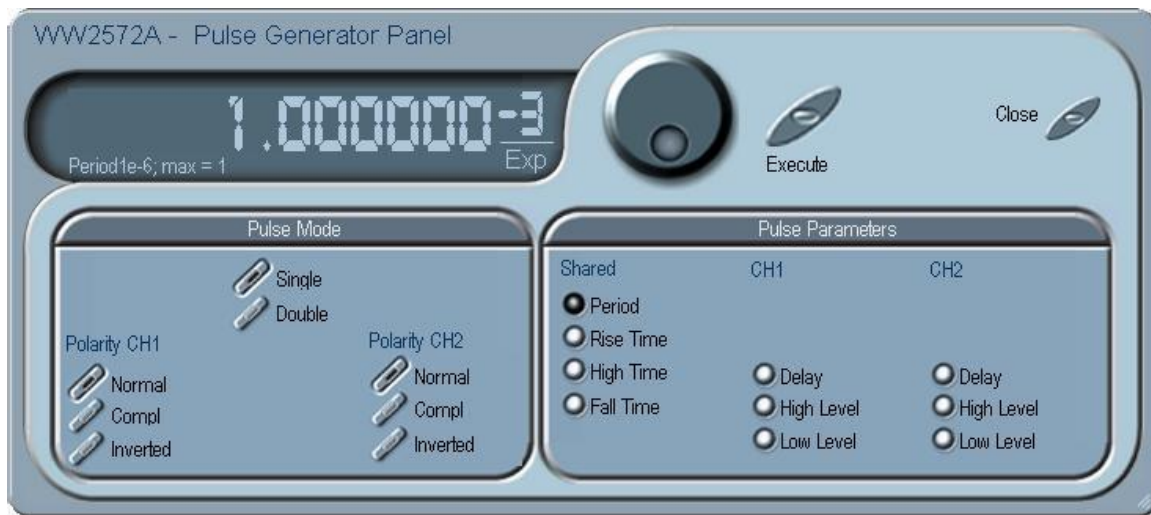 WW2572A - Pulse Generator Panel
1.000000-3
Period1e-6; max = 1
Exp
Execute
Close
Pulse Mode
Single
Double
Polarity CH1
Normal
Compl
Inverted
Polarity CH2
Normal
Compl
Inverted
Pulse Parameters
Shared
Period
Rise Time
High Time
Fall Time
CH1
Delay
High Level
Low Level
CH2
Delay
High Level
Low Level